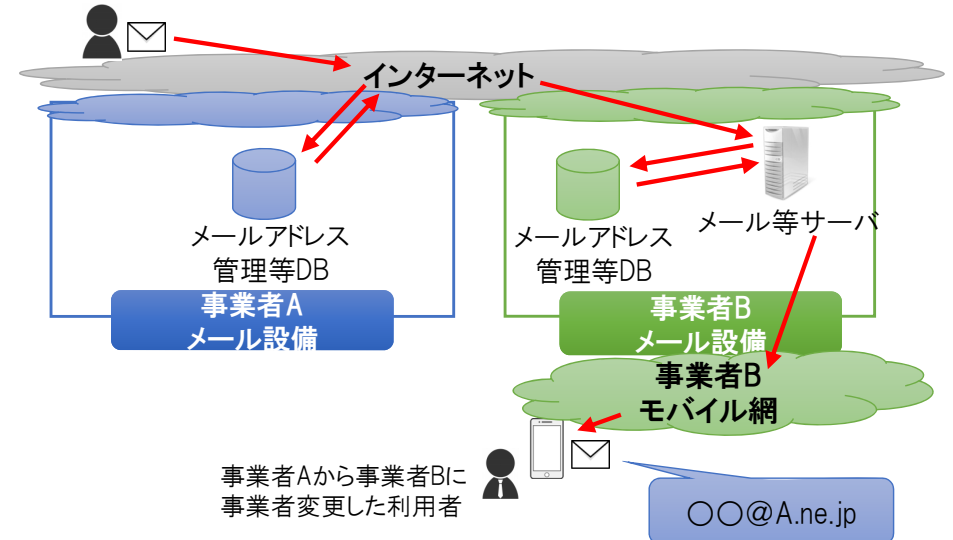 インターネット
メールアドレス
管理等DB
事業者A
メール設備
メールアドレス
管理等DB
メール等サーバ
事業者B
メール設備
事業者B
モバイル網
事業者Aから事業者Bに
事業者変更した利用者
○○@A.ne.jp